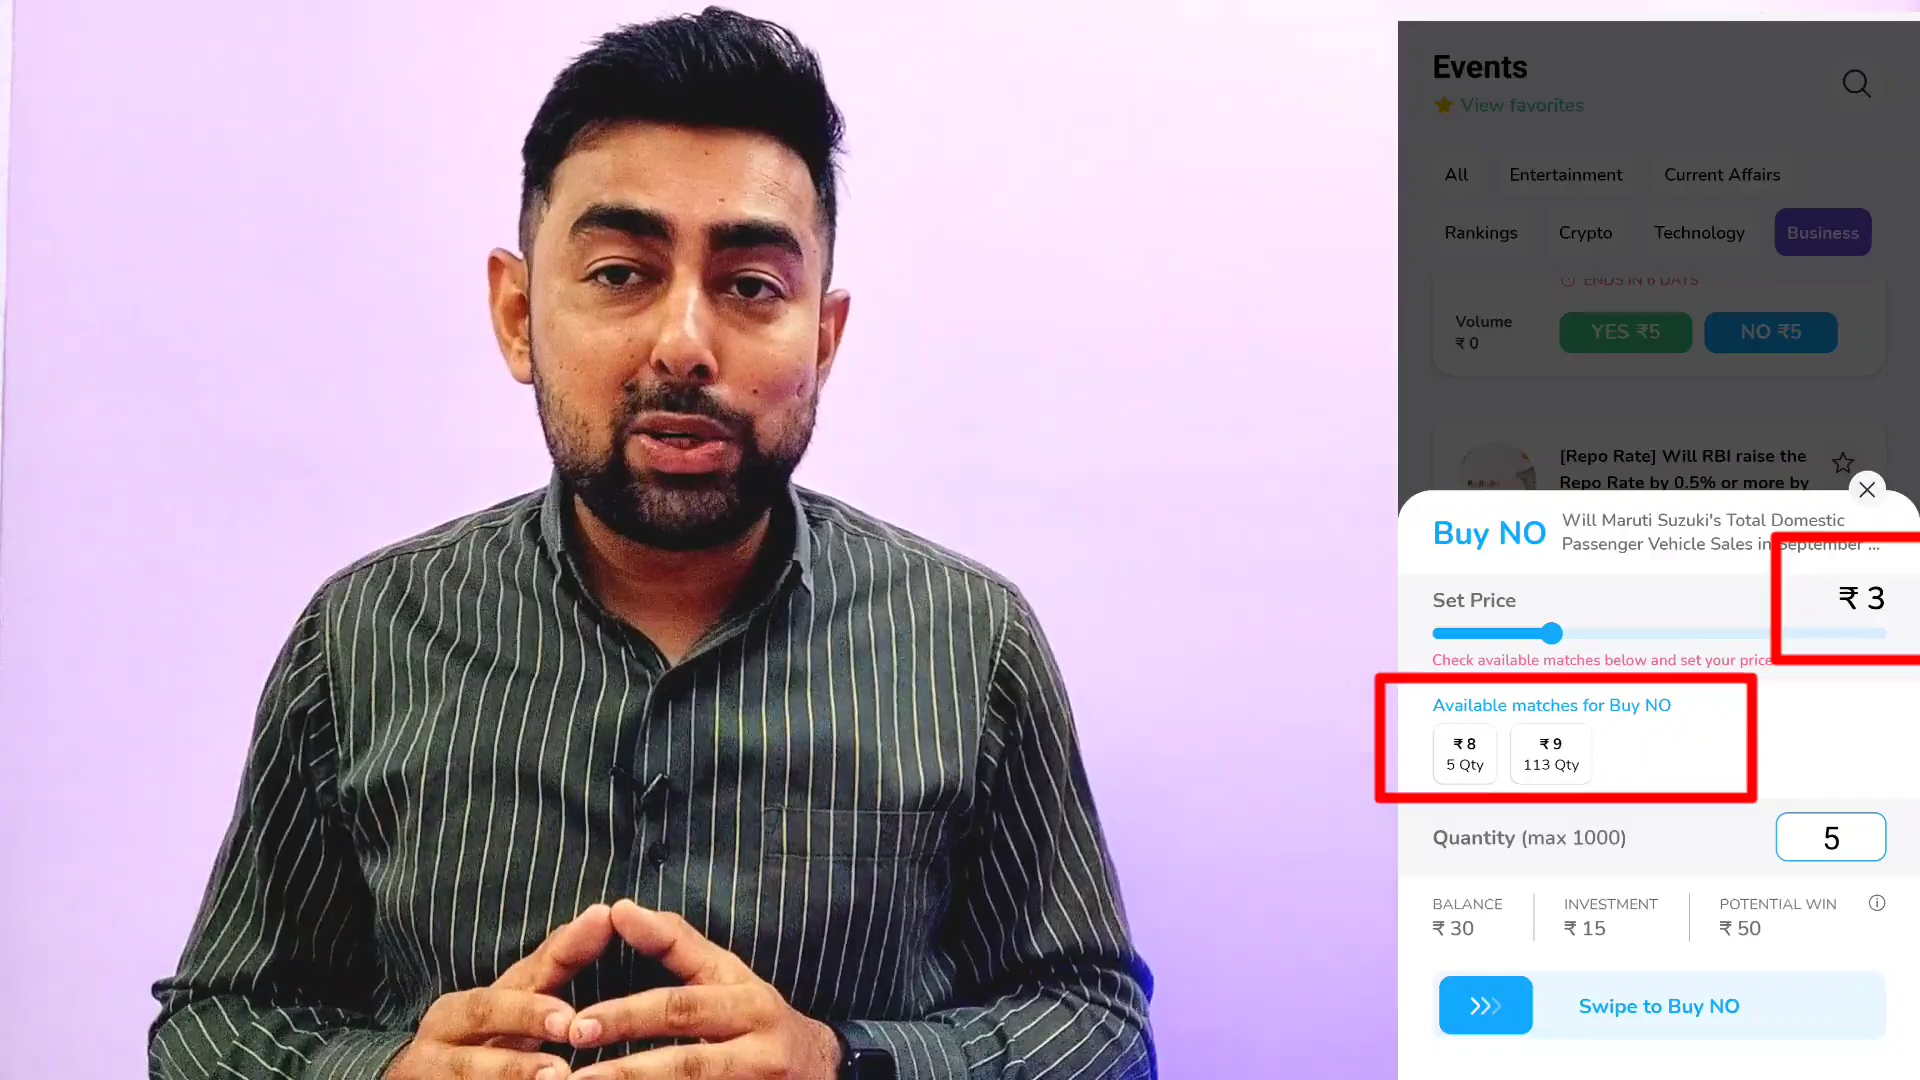 Events
View favorites
All Entertainment Current Affairs
Rankings Crypto Technology Business
ENDS IN 6 DAYS
Volume
₹ 0
YES ₹5 NO ₹5
[Repo Rate] Will RBI raise the
Repo Rate by 0.5% or more by
Buy NO
Will Maruti Suzuki's Total Domestic
Passenger Vehicle Sales in September ...
Set Price ₹ 3
Check available matches below and set your price
Available matches for Buy NO
₹ 8 ₹ 9
5 Qty 113 Qty
Quantity (max 1000) 5
BALANCE INVESTMENT POTENTIAL WIN
₹ 30 ₹ 15 ₹ 50
Swipe to Buy NO